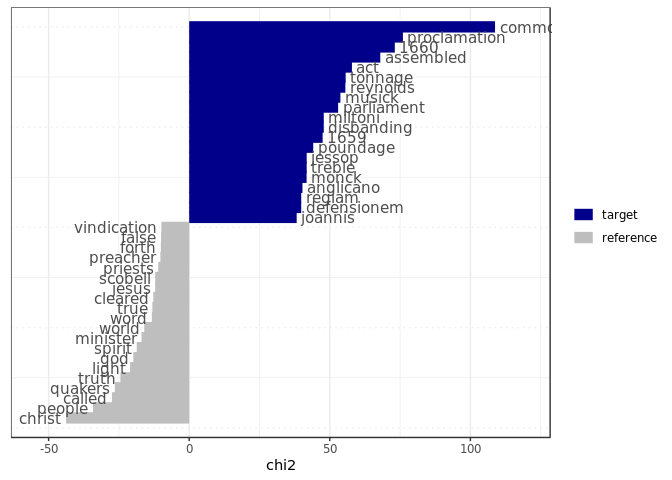 commo
proclamation
1660
assembled
act
tonnage
reynolds
musick
parliament
miltoni
disbanding
1659
poundage
jessop
treble
monck
anglicano
regiam
defensionem
joannis
vindication
false
forth
preacher
priests
scobell
jesus
cleared
true
word
world
minister
spirit
god
light
truth
quakers
called
people
christ
target
reference
-50 0 50 100
chi2